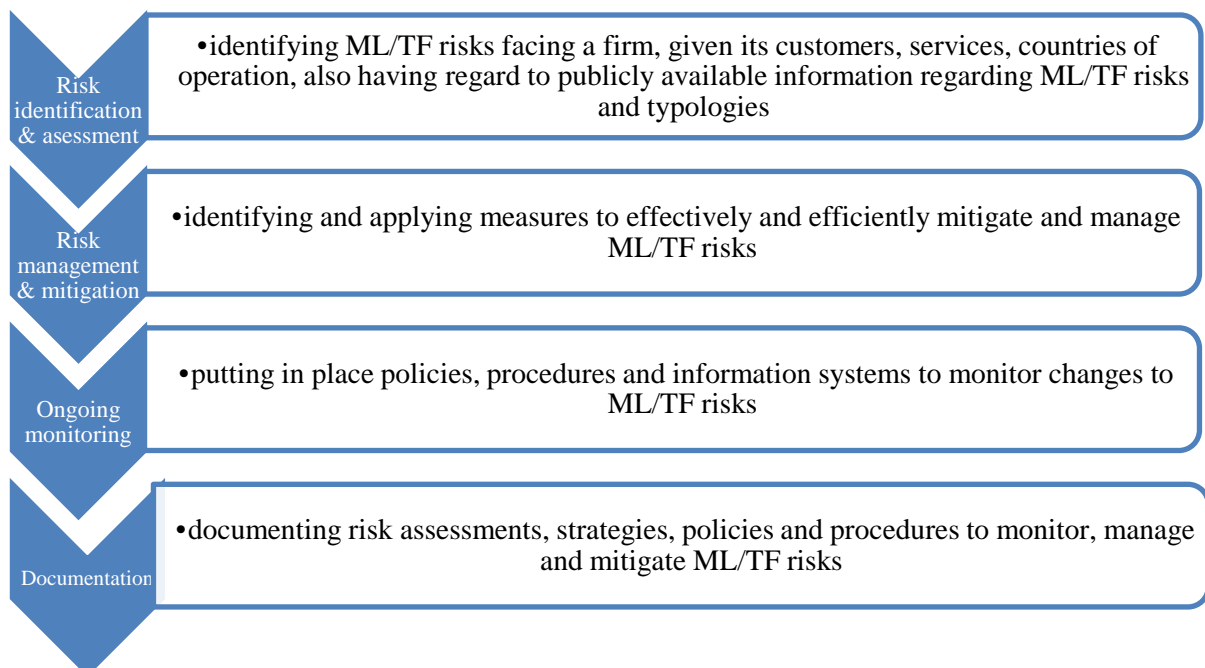 Risk
identification
& asessment
•identifying ML/TF risks facing a firm, given its customers, services, countries of
operation, also having regard to publicly available information regarding ML/TF risks
and typologies
Risk
management
& mitigation
•identifying and applying measures to effectively and efficiently mitigate and manage
ML/TF risks
Ongoing
monitoring
•putting in place policies, procedures and information systems to monitor changes to
ML/TF risks
Documentation
•documenting risk assessments, strategies, policies and procedures to monitor, manage
and mitigate ML/TF risks